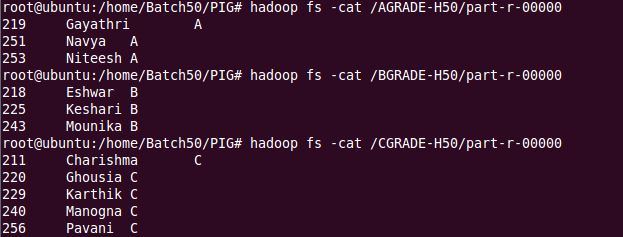 root@ubuntu:/home/Batch50/PIG# hadoop fs -cat /AGRADE-H50/part-r-00000
219 Gayathri A
251 Navya A
253 Niteesh A
root@ubuntu:/home/Batch50/PIG# hadoop fs -cat /BGRADE-H50/part-r-00000
218 Eshwar B
225 Keshari B
243 Mounika B
root@ubuntu:/home/Batch50/PIG# hadoop fs -cat /CGRADE-H50/part-r-00000
211 Charishma C
220 Ghousia C
229 Karthik C
240 Manogna C
256 Pavani C